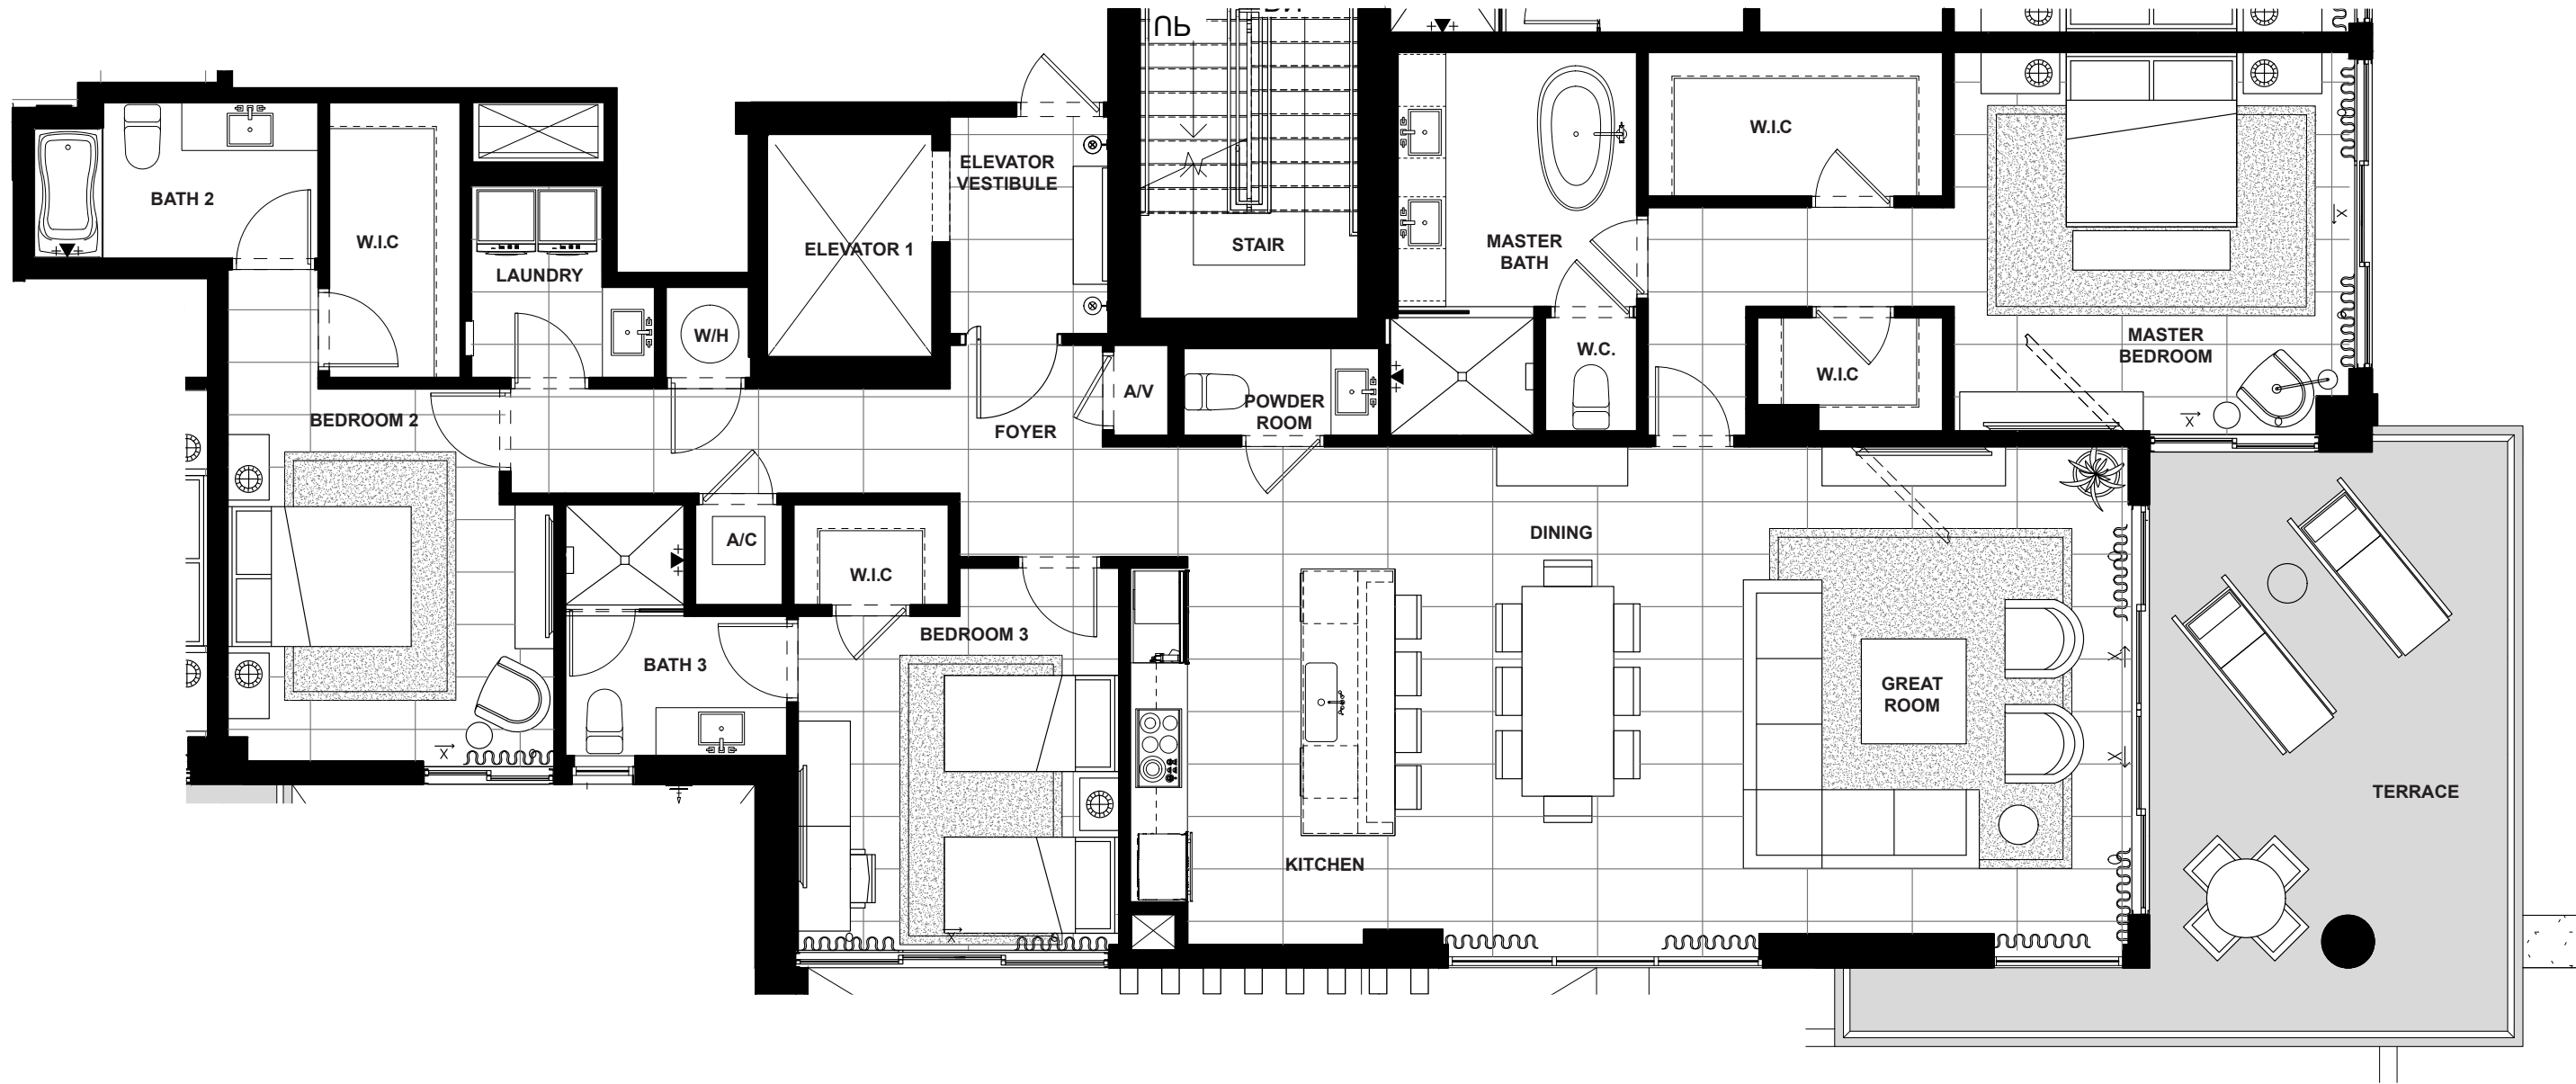 UP
BATH 2
W.I.C
LAUNDRY
W/H
ELEVATOR 1
ELEVATOR
VESTIBULE
STAIR
MASTER
BATH
W.I.C
W.C.
W.I.C
MASTER
BEDROOM
BEDROOM 2
FOYER
A/V
POWDER
ROOM
A/C
W.I.C
BATH 3
BEDROOM 3
DINING
KITCHEN
GREAT
ROOM
TERRACE
X
X
X
X
X
X